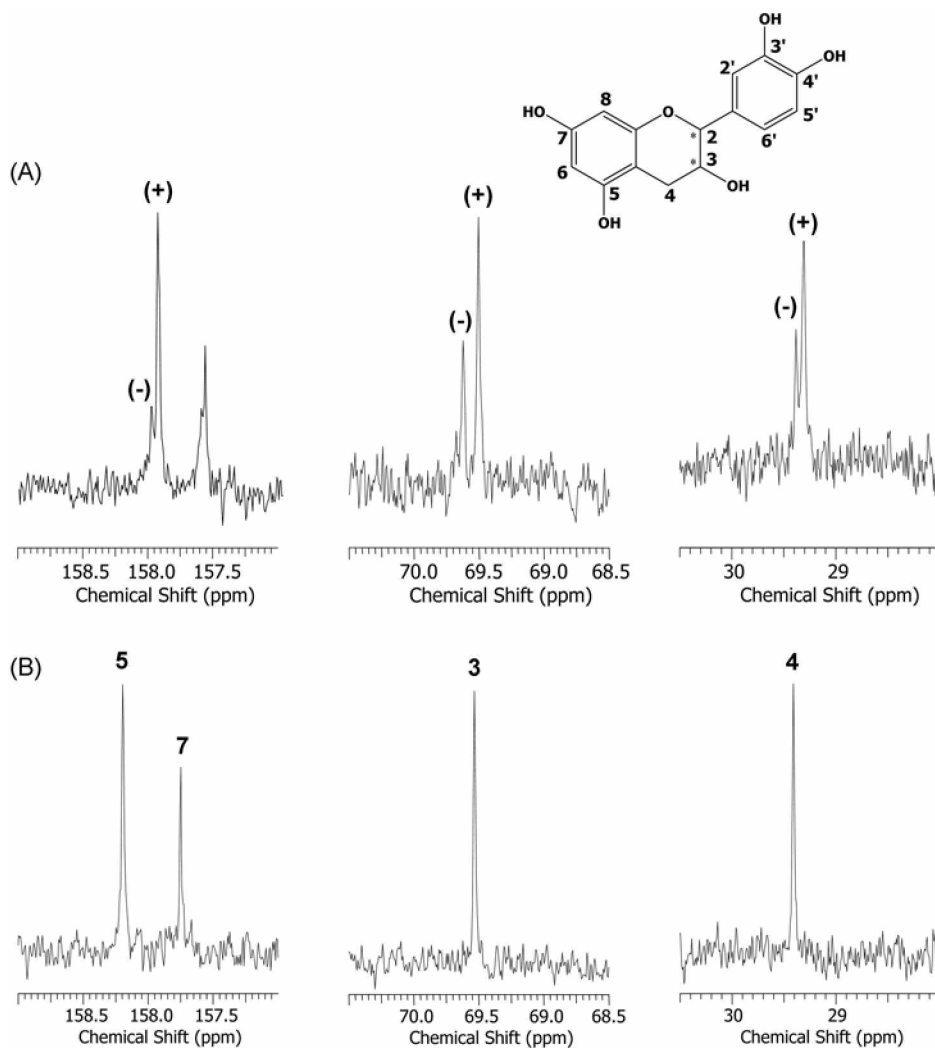 OH
3'
2'
OH
4'
HO
8
O
5'
7
2
6'
*
(A)
*
3
6
5
4
OH
OH
(+)
(+)
(+)
(-)
(-)
(-)
158.5 158.0 157.5
70.0 69.5 69.0 68.5
30 29
Chemical Shift (ppm)
Chemical Shift (ppm)
Chemical Shift (ppm)
(B)
5
3
4
7
158.5 158.0 157.5
70.0 69.5 69.0 68.5
30 29
Chemical Shift (ppm)
Chemical Shift (ppm)
Chemical Shift (ppm)